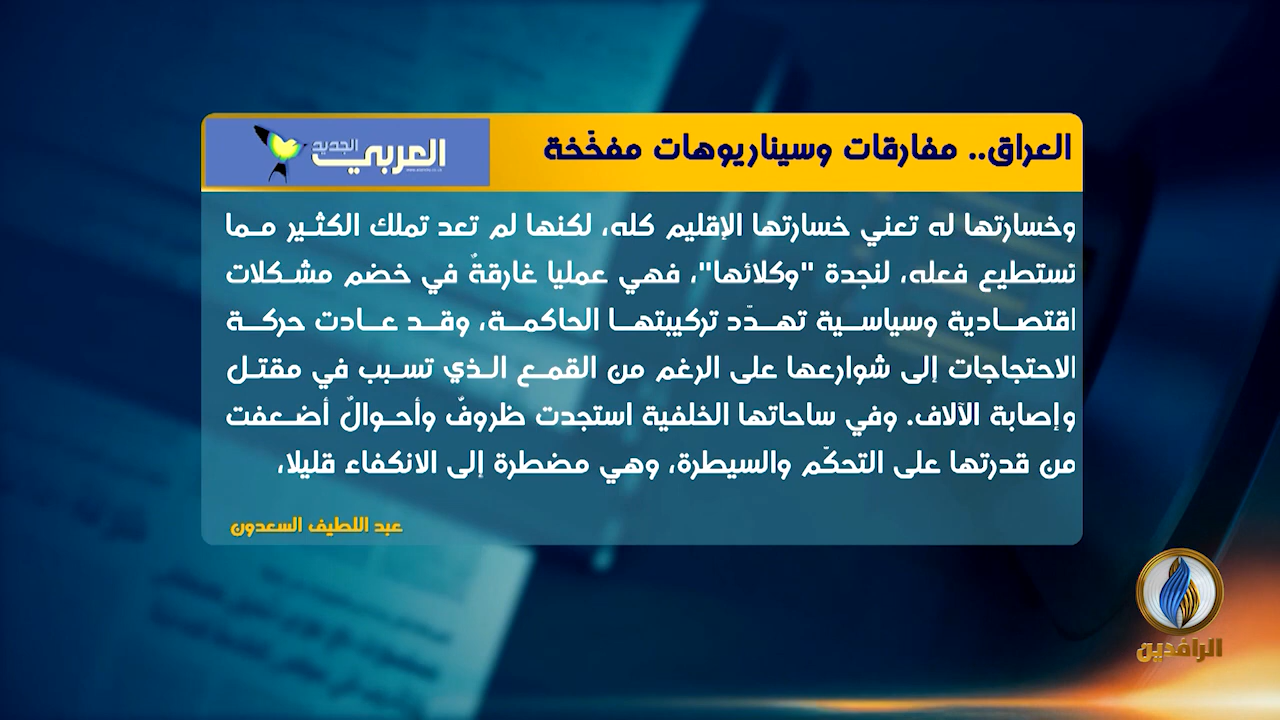 العراق.. مفارقات وسيناريوهات مفخّخة
العربي الجديد
وخسارتها له تعني خسارتها الإقليم كله، لكنها لم تعد تملك الكثير مما
تستطيع فعله، لنجدة "وكلائها"، فهي عمليا غارقةٌ في خضم مشكلات
اقتصادية وسياسية تهدّد تركيبتها الحاكمة، وقد عادت حركة
الاحتجاجات إلى شوارعها على الرغم من القمع الذي تسبب في مقتل
وإصابة الآلاف. وفي ساحاتها الخلفية استجدت ظروفٌ وأحوالٌ أضعفت
من قدرتها على التحكّم والسيطرة، وهي مضطرة إلى الانكفاء قليلا،
عبد اللطيف السعدون
الرافدين